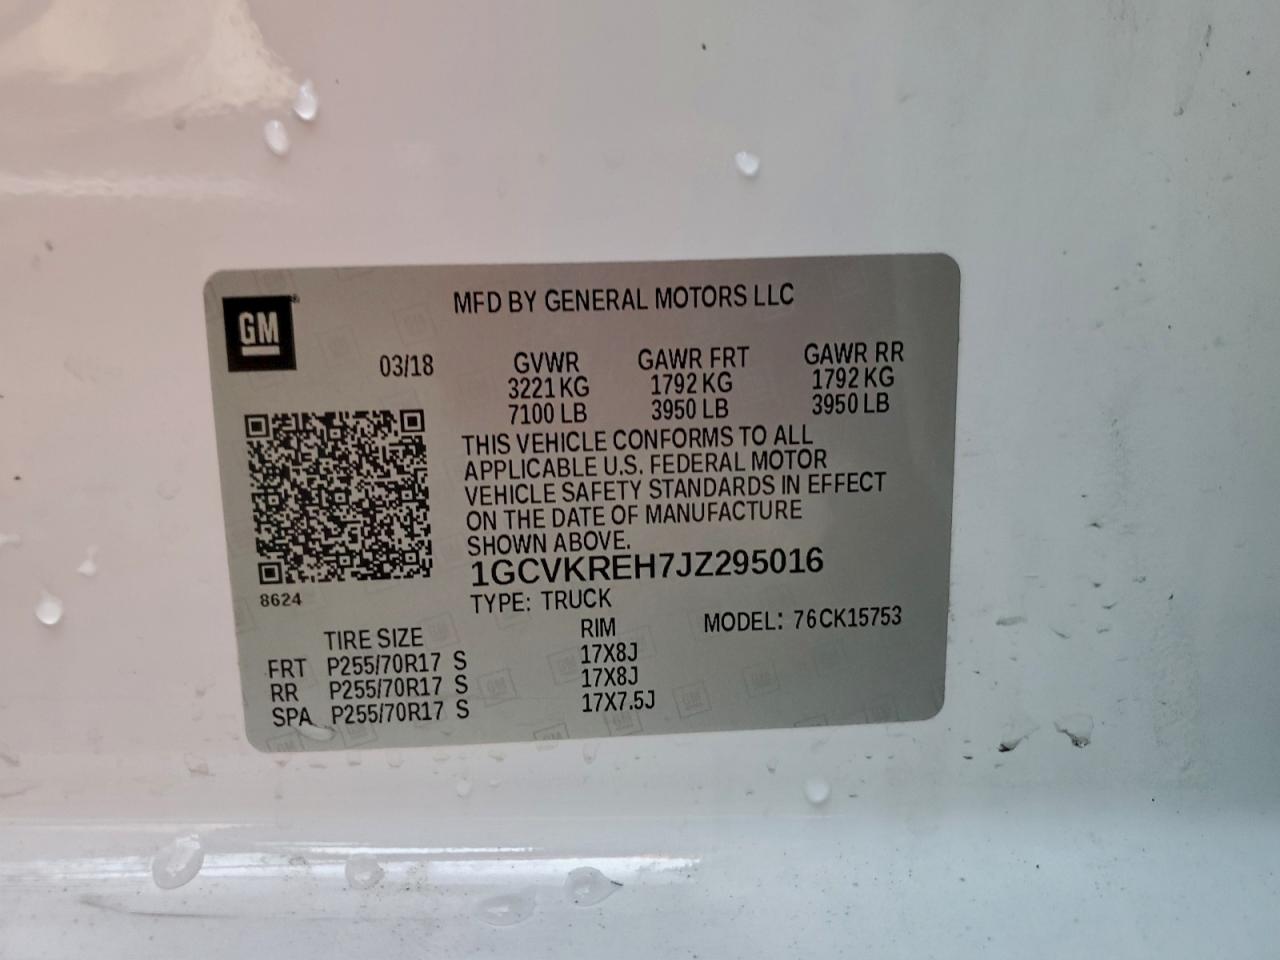 GM
MFD BY GENERAL MOTORS LLC
03/18 GVWR GAWR FRT GAWR RR
3221 KG 1792 KG 1792 KG
7100 LB 3950 LB 3950 LB
THIS VEHICLE CONFORMS TO ALL
APPLICABLE U.S. FEDERAL MOTOR
VEHICLE SAFETY STANDARDS IN EFFECT
ON THE DATE OF MANUFACTURE
SHOWN ABOVE.
1GCVKREH7JZ295016
8624
TYPE: TRUCK
MODEL: 76CK15753
TIRE SIZE RIM
FRT P255/70R17 S 17X8J
RR P255/70R17 S 17X8J
SPA P255/70R17 S 17X7.5J